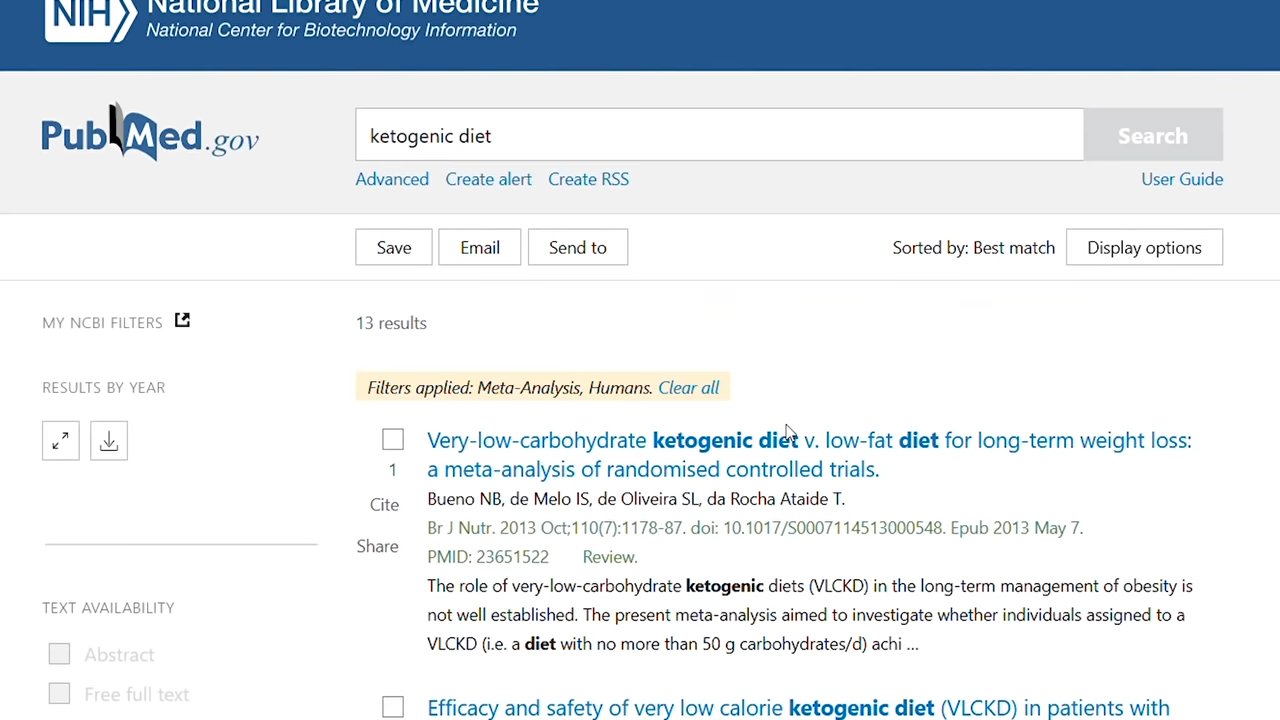 NIH National Library of Medicine
National Center for Biotechnology Information
PubMed.gov
ketogenic diet
Search
Advanced Create alert Create RSS
User Guide
Save Email Send to
Sorted by: Best match Display options
MY NCBI FILTERS
13 results
RESULTS BY YEAR
Filters applied: Meta-Analysis, Humans. Clear all
Very-low-carbohydrate ketogenic diet v. low-fat diet for long-term weight loss:
1
a meta-analysis of randomised controlled trials.
Cite
Bueno NB, de Melo IS, de Oliveira SL, da Rocha Ataide T.
Br J Nutr. 2013 Oct;110(7):1178-87. doi: 10.1017/S0007114513000548. Epub 2013 May 7.
Share
PMID: 23651522 Review.
The role of very-low-carbohydrate ketogenic diets (VLCKD) in the long-term management of obesity is
not well established. The present meta-analysis aimed to investigate whether individuals assigned to a
VLCKD (i.e. a diet with no more than 50 g carbohydrates/d) achi ...
TEXT AVAILABILITY
Abstract
Free full text
Efficacy and safety of very low calorie ketogenic diet (VLCKD) in patients with